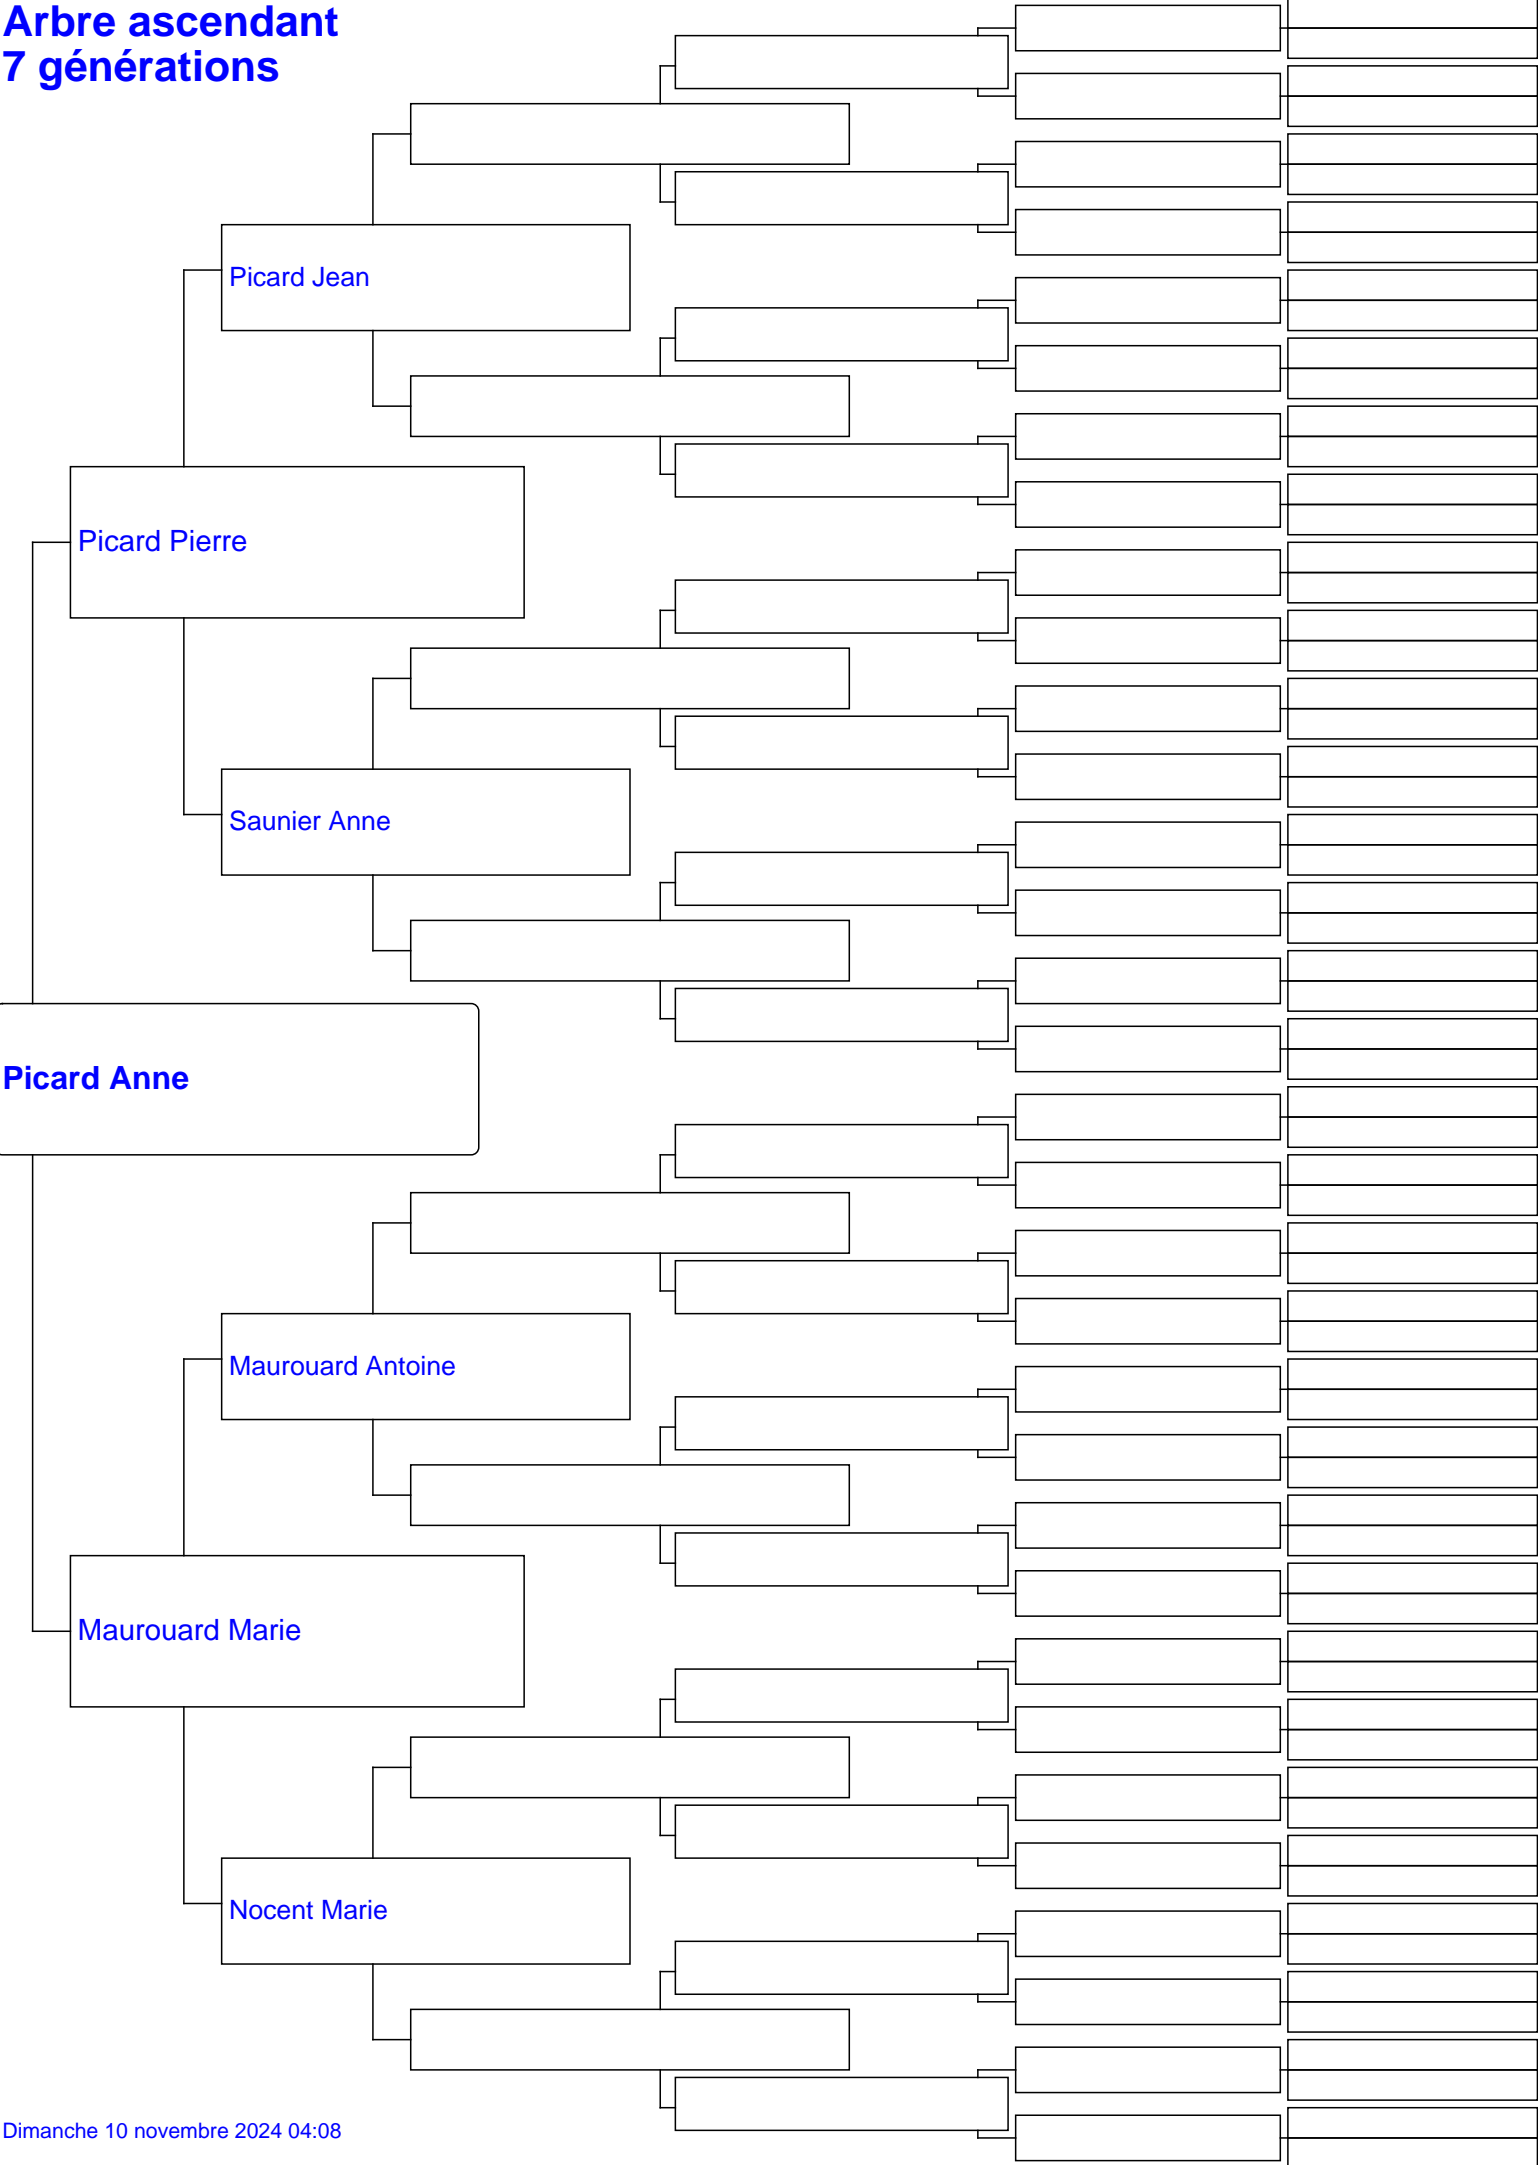 Arbre ascendant
7 générations
Picard Jean
Picard Pierre
Saunier Anne
Picard Anne
Maurouard Antoine
Maurouard Marie
Nocent Marie
Dimanche 10 novembre 2024 04:08